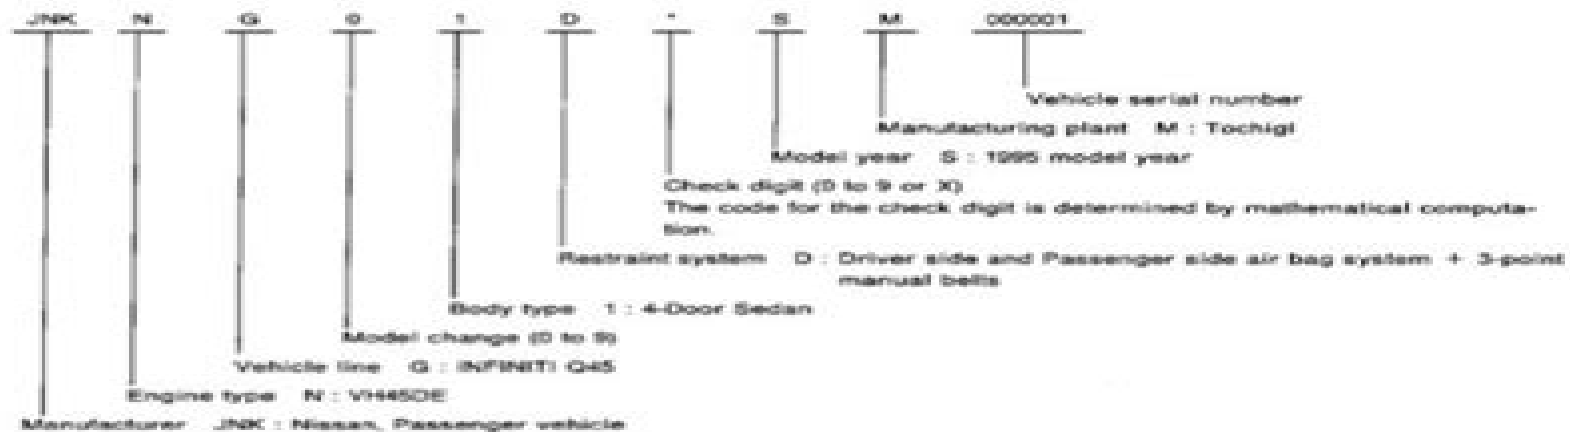 JNK N G 0 1 D * S M 000001
Vehicle serial number
Manufacturing plant M : Tochigi
Model year S : 1995 model year
Check digit (0 to 9 or X)
The code for the check digit is determined by mathematical computa-
tion.
Restraint system D : Driver side and Passenger side air bag system + 3-point
manual belts
Body type 1 : 4-Door Sedan
Model change (0 to 9)
Vehicle line G : INFINITI Q45
Engine type N : VH45DE
Manufacturer JNK : Nissan, Passenger vehicle